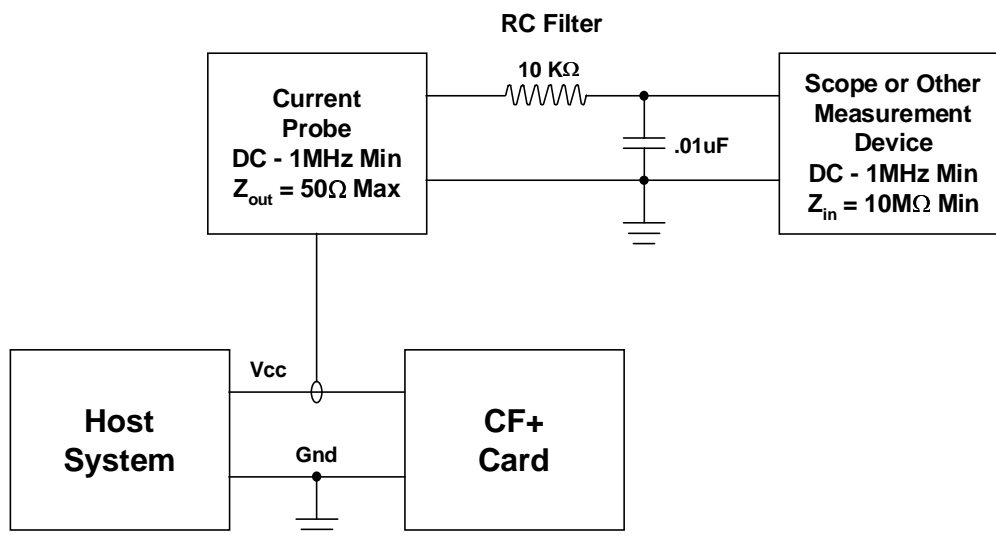 RC Filter
10 KΩ
Current
Probe
DC - 1MHz Min
Zout = 50Ω Max
.01uF
Scope or Other
Measurement
Device
DC - 1MHz Min
Zin = 10MΩ Min
Vcc
Host
System
Gnd
CF+
Card